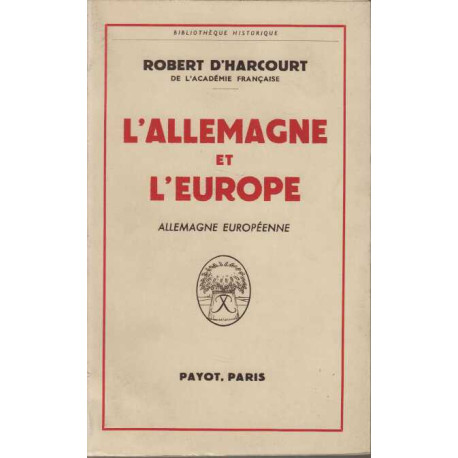 BIBLIOTHÈQUE HISTORIQUE
ROBERT D'HARCOURT
DE L'ACADÉMIE FRANÇAISE
L'ALLEMAGNE
ET
L'EUROPE
ALLEMAGNE EUROPÉENNE
PAYOT, PARIS